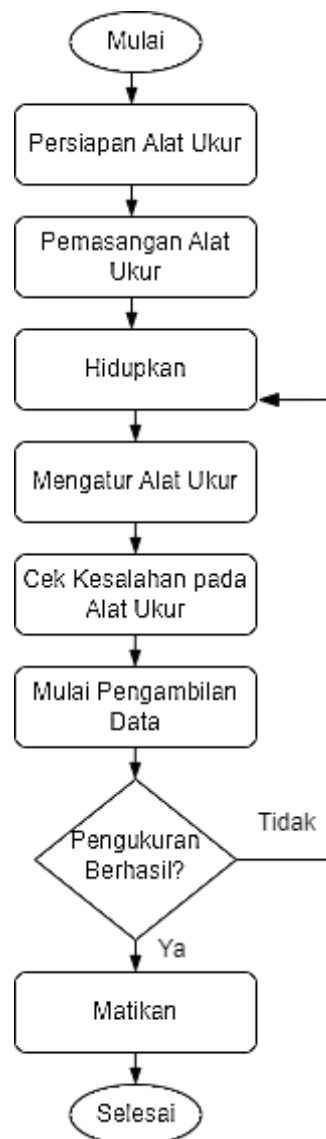 Mulai
Persiapan Alat Ukur
Pemasangan Alat
Ukur
Hidupkan
Mengatur Alat Ukur
Cek Kesalahan pada
Alat Ukur
Mulai Pengambilan
Data
Pengukuran
Berhasil?
Tidak
Ya
Matikan
Selesai